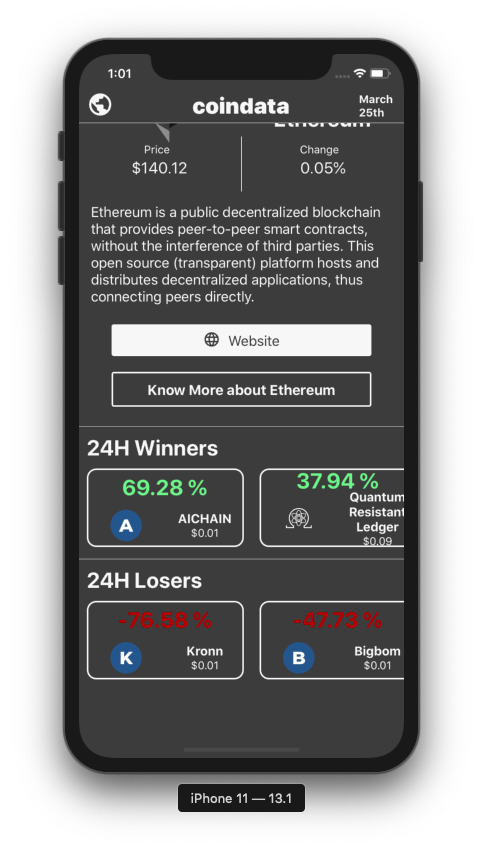 1:01
coindata
March
25th
Ethereum
Price
Change
$140.12
0.05%
Ethereum is a public decentralized blockchain
that provides peer-to-peer smart contracts,
without the interference of third parties. This
open source (transparent) platform hosts and
distributes decentralized applications, thus
connecting peers directly.
Website
Know More about Ethereum
24H Winners
69.28 %
A
AICHAIN
$0.01
37.94 %
Quantum
Resistant
Ledger
$0.09
24H Losers
-76.58 %
K
Kronn
$0.01
-47.73 %
B
Bigbom
$0.01
iPhone 11 — 13.1